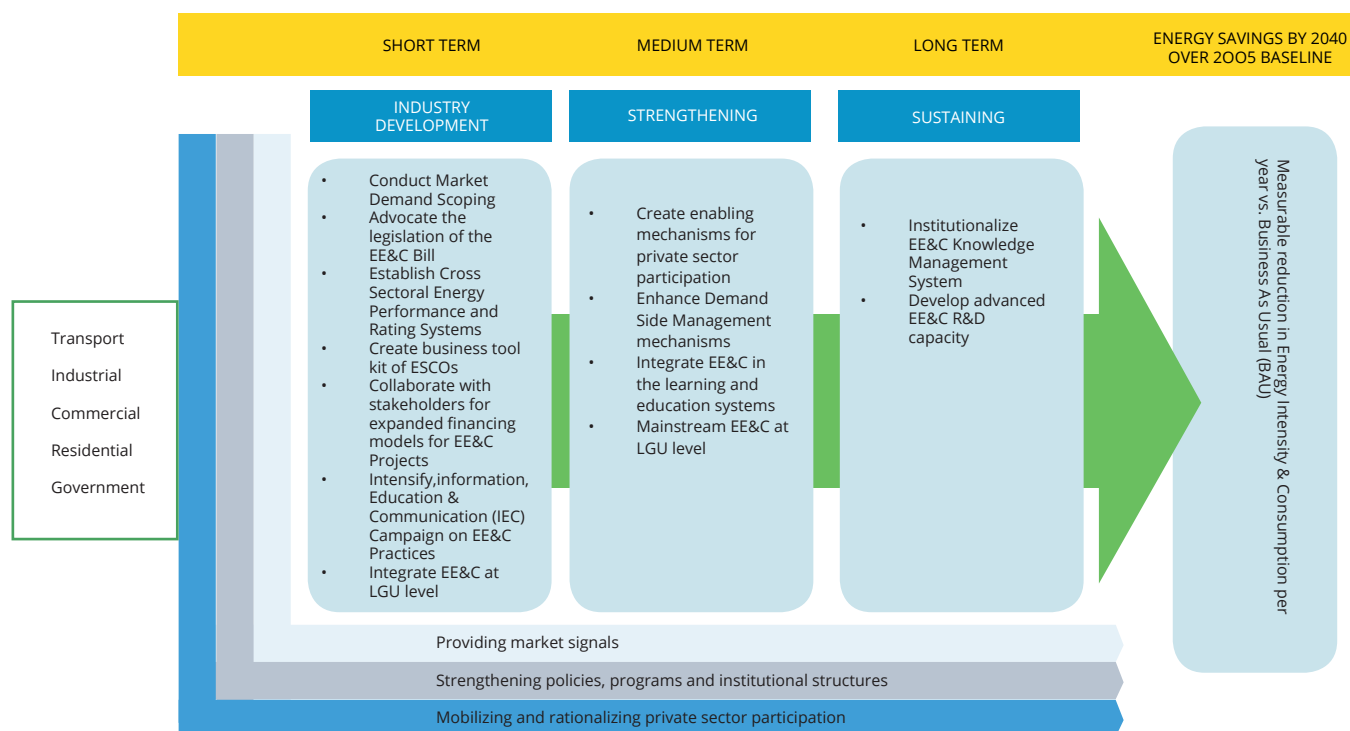 SHORT TERM
MEDIUM TERM
LONG TERM
ENERGY SAVINGS BY 2040
OVER 2OO5 BASELINE
INDUSTRY
DEVELOPMENT
STRENGTHENING
SUSTAINING
Transport
Industrial
Commercial
Residential
Government
• Conduct Market
Demand Scoping
• Advocate the
legislation of the
EE&C Bill
• Establish Cross
Sectoral Energy
Performance and
Rating Systems
• Create business tool
kit of ESCOs
• Collaborate with
stakeholders for
expanded financing
models for EE&C
Projects
• Intensify,information,
Education &
Communication (IEC)
Campaign on EE&C
Practices
• Integrate EE&C at
LGU level
• Create enabling
mechanisms for
private sector
participation
• Enhance Demand
Side Management
mechanisms
• Integrate EE&C in
the learning and
education systems
• Mainstream EE&C at
LGU level
• Institutionalize
EE&C Knowledge
Management
System
• Develop advanced
EE&C R&D
capacity
Measurable reduction in Energy Intensity & Consumption per
year vs. Business As Usual (BAU)
Providing market signals
Strengthening policies, programs and institutional structures
Mobilizing and rationalizing private sector participation